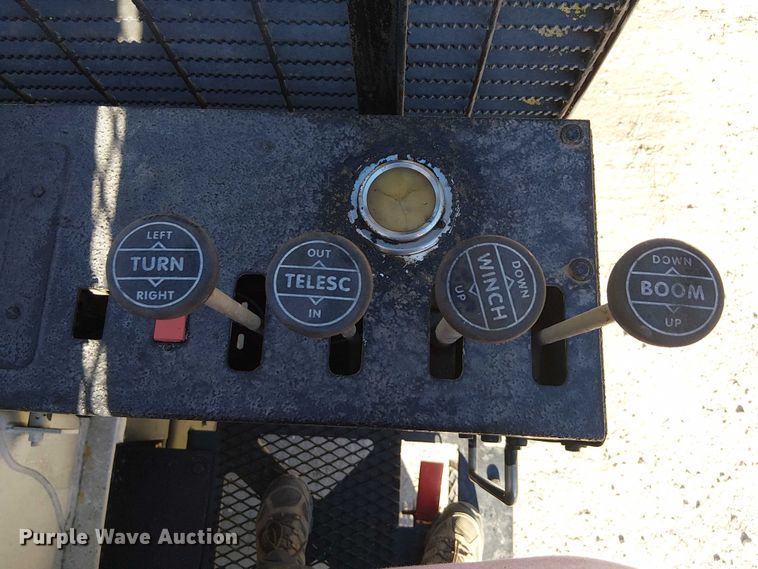 LEFT
TURN
RIGHT
OUT
TELESC
IN
DOWN
WINCH
UP
DOWN
BOOM
UP
Purple Wave Auction